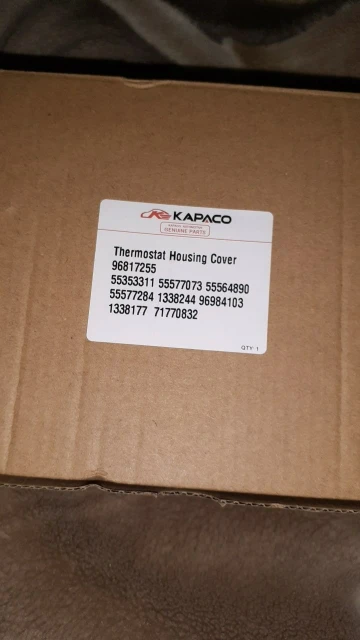 KAPACO
GENUINE PARTS
Thermostat Housing Cover
96817255
55353311 55577073 55564890
55577284 1338244 96984103
1338177 71770832
QTY: 1